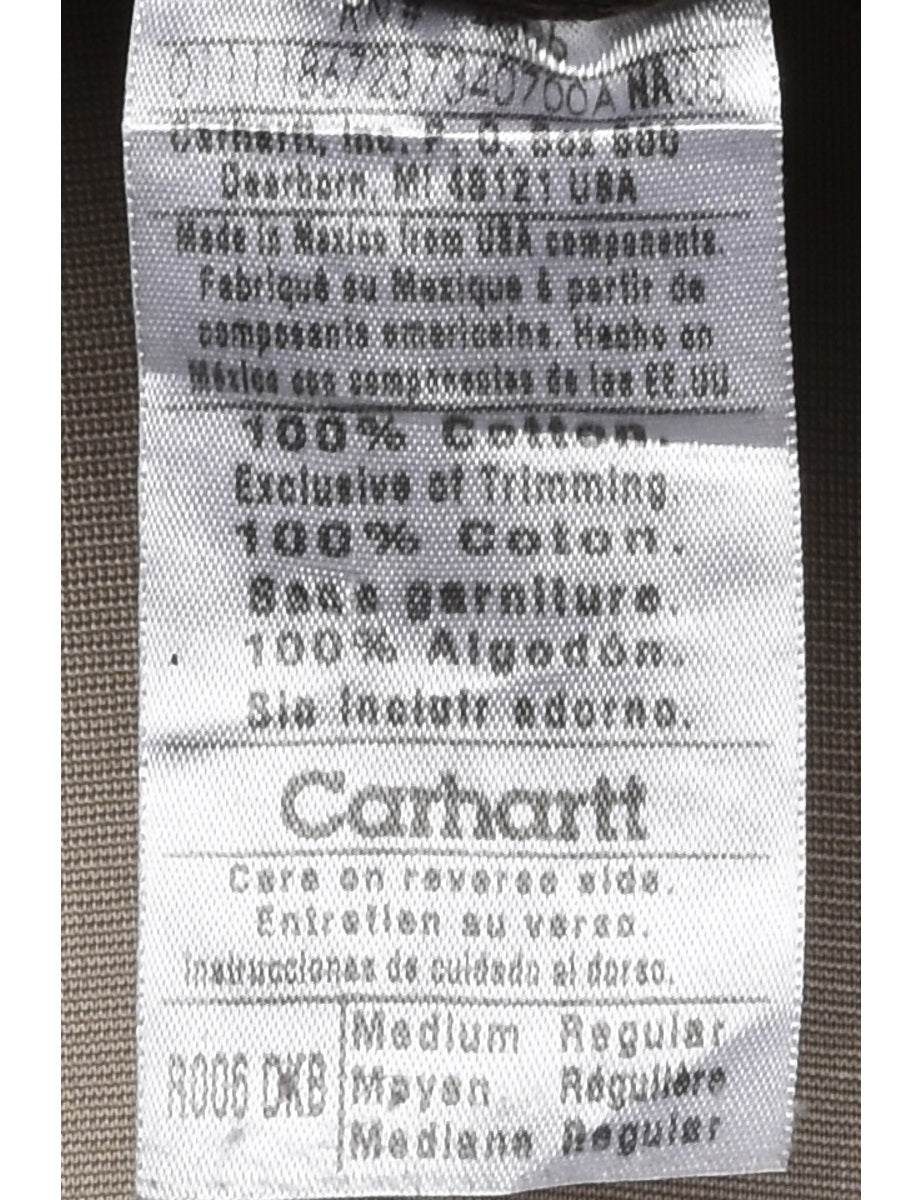 RN#
Carhartt, Inc. P. O. Box 600
Dearborn, MI 48121 USA
Made in Mexico from USA components.
Fabriqué au Mexique à partir de
composants americains. Hecho en
México con componentes de los EE.UU
100% Cotton.
Exclusive of Trimming.
100% Coton.
Sans garniture.
100% Algodón.
Sin incluir adorno.
Carhartt
Care on reverse side.
Entretien au verso.
Instrucciones de cuidado al dorso.
R006 DKB
Medium Regular
Moyen Régulière
Mediano Regular